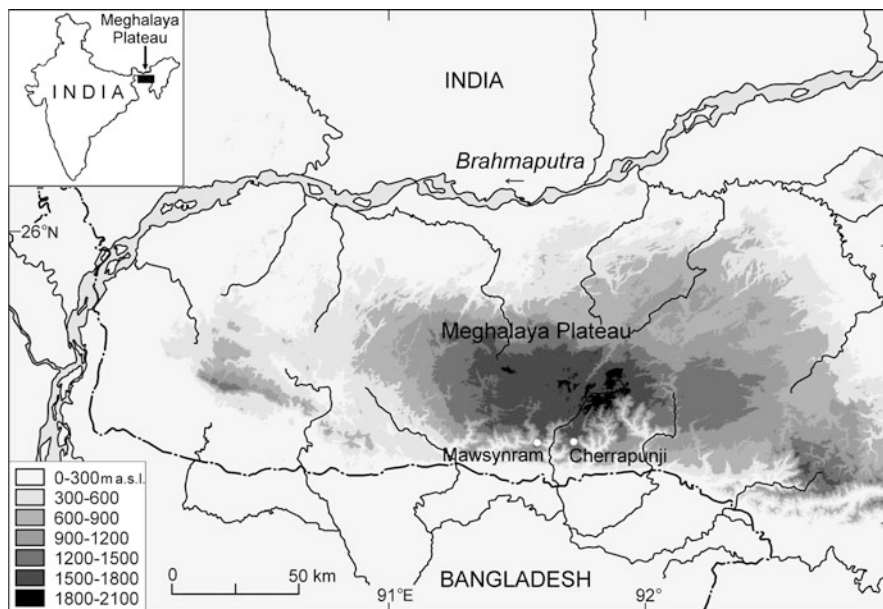 Meghalaya
Plateau
INDIA
INDIA
Brahmaputra
←
26°N
Meghalaya Plateau
Mawsynram
Cherrapunji
0-300 m a.s.l.
300-600
600-900
900-1200
1200-1500
1500-1800
1800-2100
0
50 km
91°E
92°
BANGLADESH